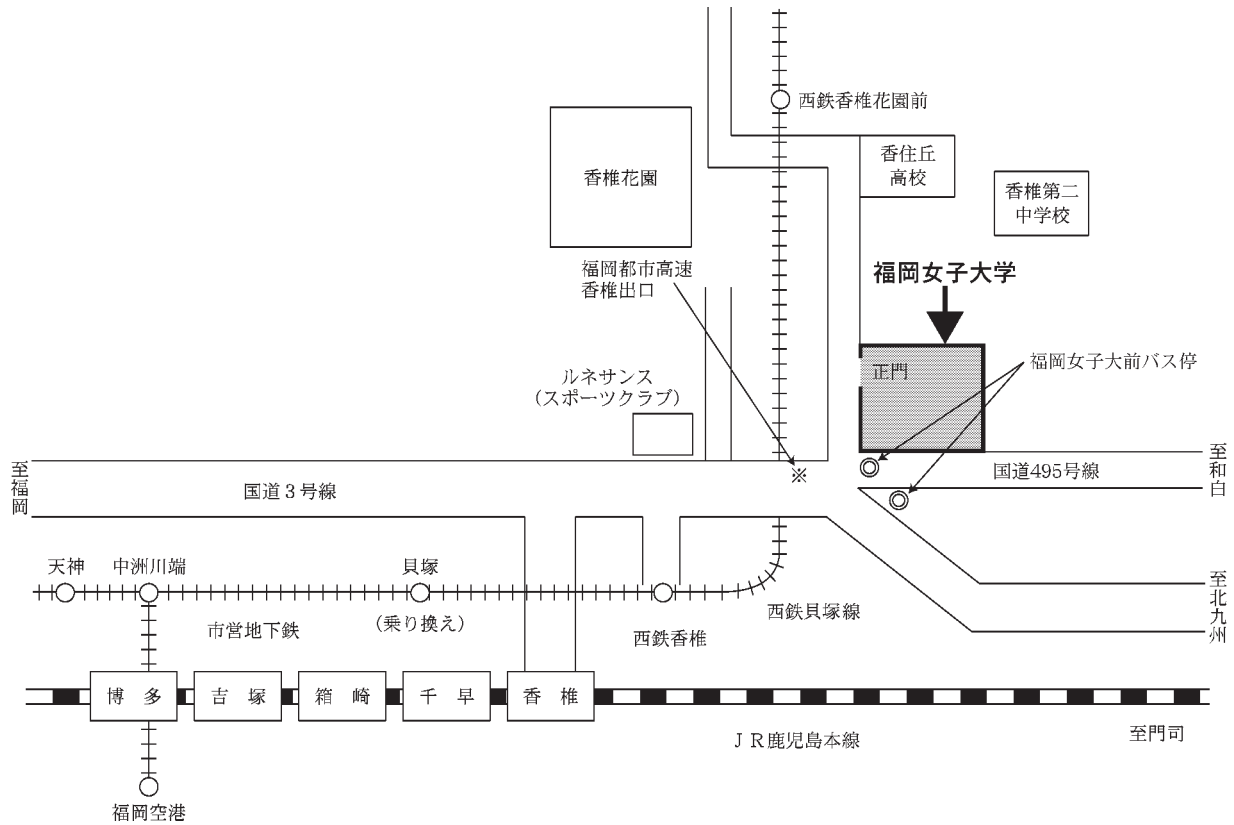 西鉄香椎花園前
香住丘
高校
香椎花園
香椎第二
中学校
福岡都市高速
香椎出口
福岡女子大学
福岡女子大前バス停
正門
ルネサンス
（スポーツクラブ）
至福岡
国道３号線
※
国道495号線
至和白
天神
中洲川端
貝塚
（乗り換え）
市営地下鉄
西鉄香椎
西鉄貝塚線
至北九州
博多
吉塚
箱崎
千早
香椎
ＪＲ鹿児島本線
至門司
福岡空港